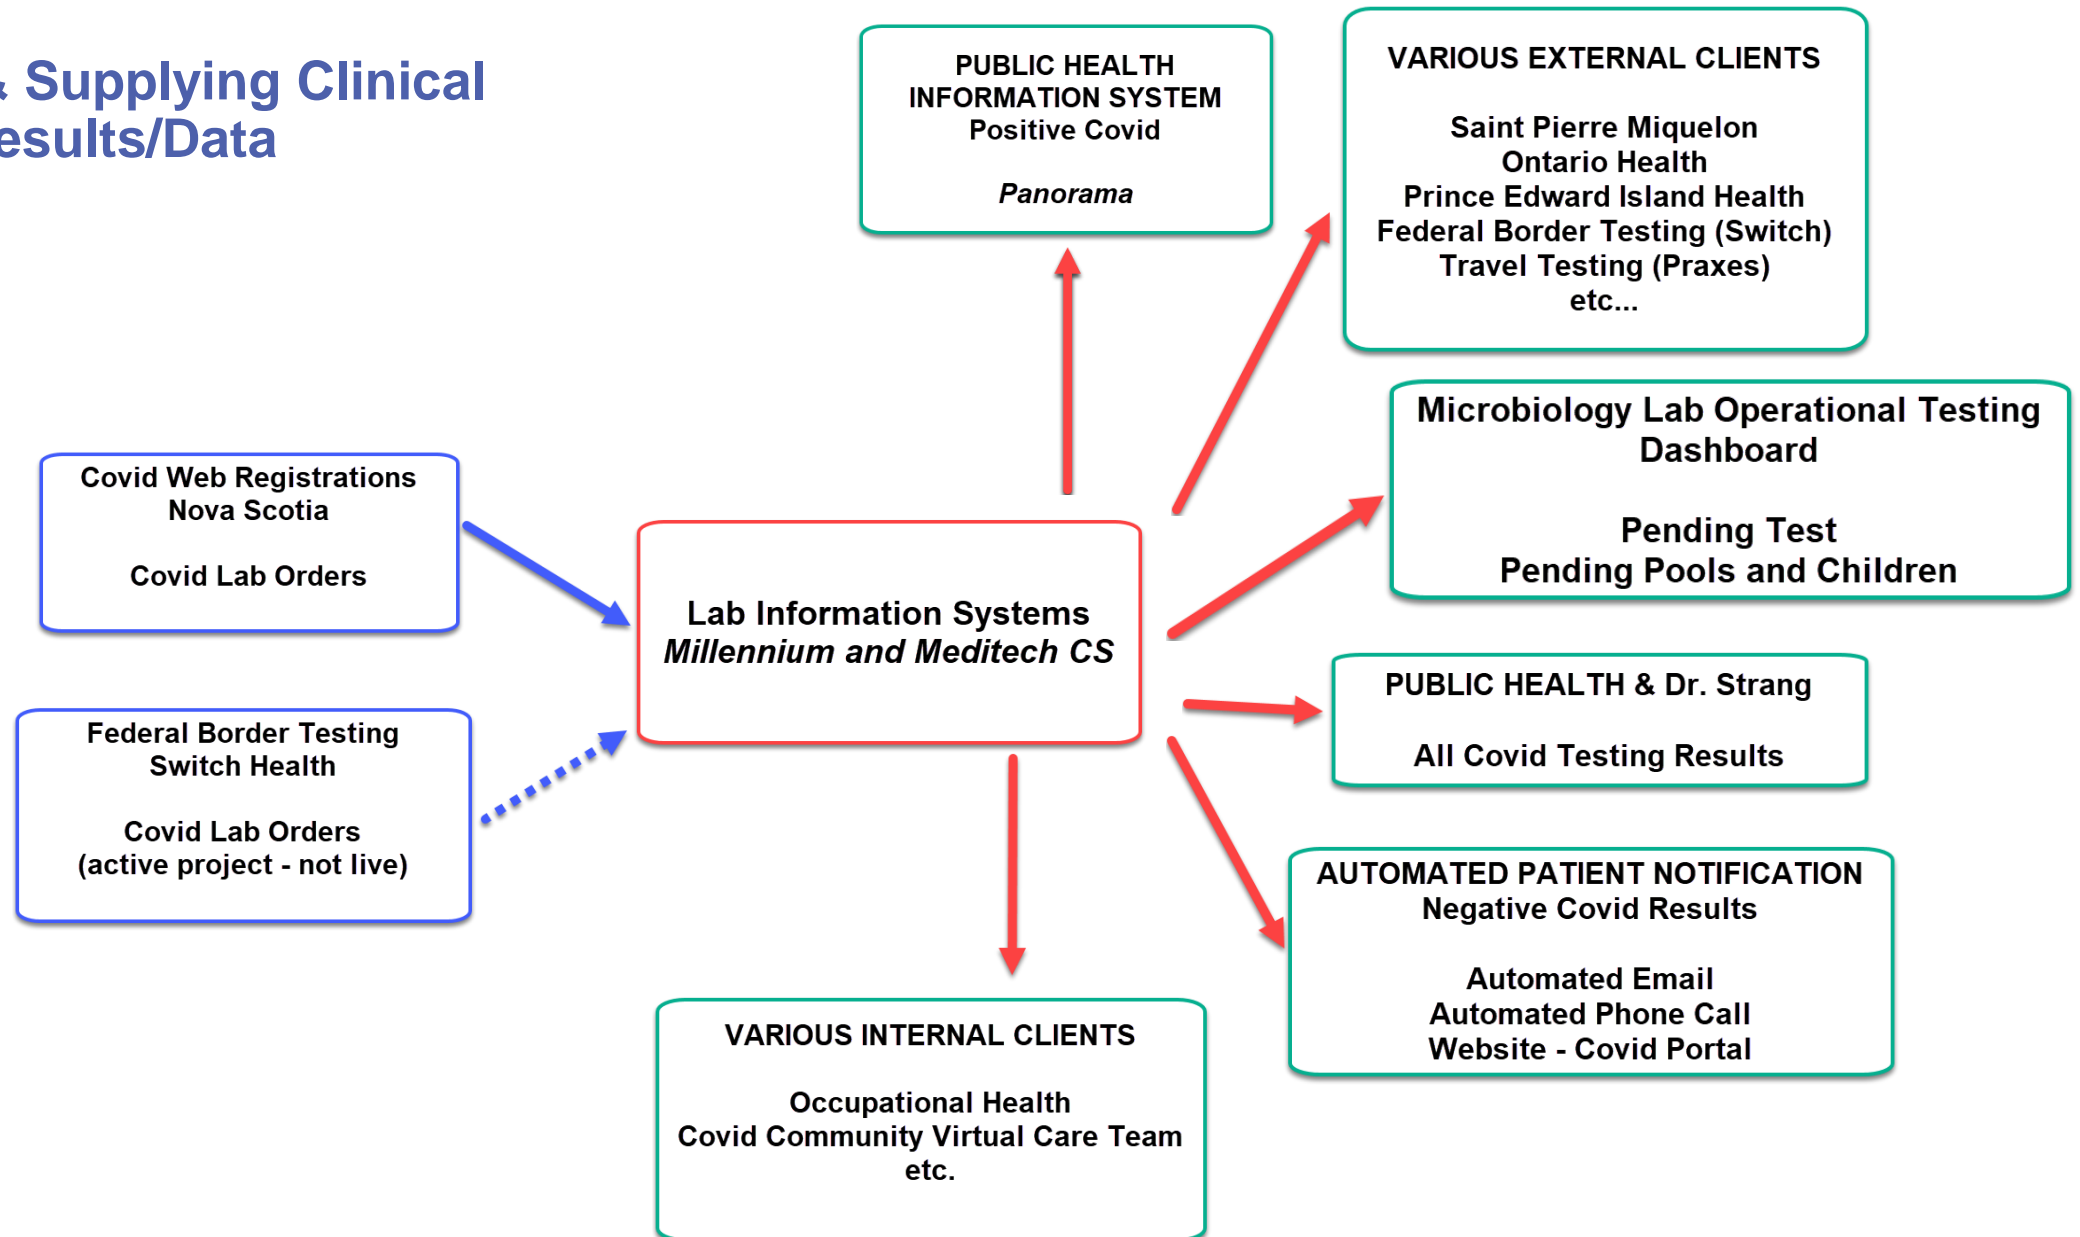 & Supplying Clinical
esults/Data
PUBLIC HEALTH
INFORMATION SYSTEM
Positive Covid
Panorama
VARIOUS EXTERNAL CLIENTS
Saint Pierre Miquelon
Ontario Health
Prince Edward Island Health
Federal Border Testing (Switch)
Travel Testing (Praxes)
etc...
Microbiology Lab Operational Testing
Dashboard
Pending Test
Pending Pools and Children
Covid Web Registrations
Nova Scotia
Covid Lab Orders
Lab Information Systems
Millennium and Meditech CS
PUBLIC HEALTH & Dr. Strang
All Covid Testing Results
Federal Border Testing
Switch Health
Covid Lab Orders
(active project - not live)
AUTOMATED PATIENT NOTIFICATION
Negative Covid Results
Automated Email
Automated Phone Call
Website - Covid Portal
VARIOUS INTERNAL CLIENTS
Occupational Health
Covid Community Virtual Care Team
etc.